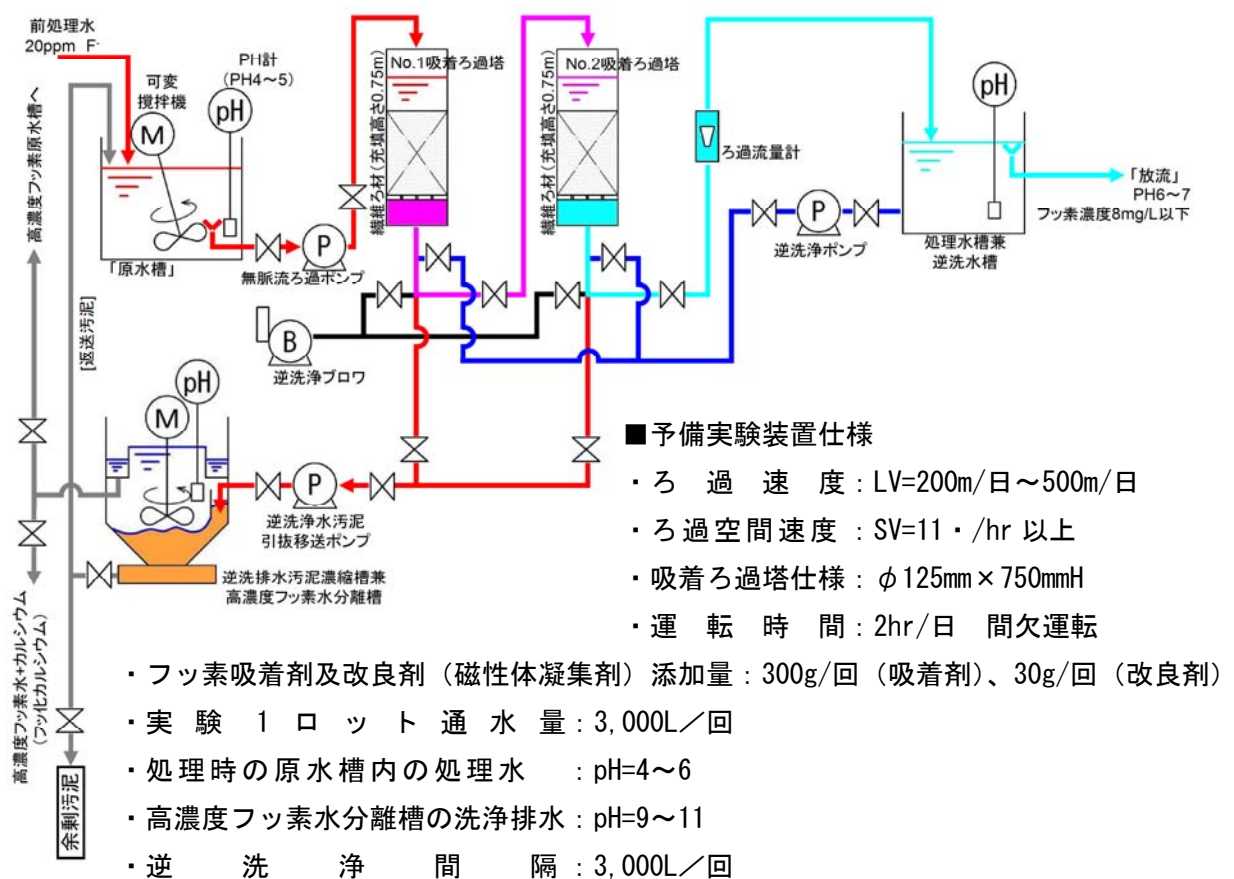 前処理水
20ppm F⁻
可変
撹拌機
M
PH計
(PH4～5)
pH
「原水槽」
P
無脈流ろ過ポンプ
No.1吸着ろ過塔
繊維ろ材(充填高さ0.75m)
No.2吸着ろ過塔
繊維ろ材(充填高さ0.75m)
ろ過流量計
pH
「放流」
PH6～7
フッ素濃度8mg/L以下
処理水槽兼
逆洗水槽
P
逆洗浄ポンプ
B
逆洗浄ブロワ
高濃度フッ素原水槽へ
[返送汚泥]
pH
M
P
逆洗浄水汚泥
引抜移送ポンプ
逆洗排水汚泥濃縮槽兼
高濃度フッ素水分離槽
高濃度フッ素水+カルシウム
(フッ化カルシウム)
余剰汚泥
■予備実験装置仕様
・ろ過速度：LV=200m/日～500m/日
・ろ過空間速度：SV=11・/hr 以上
・吸着ろ過塔仕様：φ125mm×750mmH
・運転時間：2hr/日 間欠運転
・フッ素吸着剤及改良剤（磁性体凝集剤）添加量：300g/回（吸着剤）、30g/回（改良剤）
・実験1ロット通水量：3,000L／回
・処理時の原水槽内の処理水：pH=4～6
・高濃度フッ素水分離槽の洗浄排水：pH=9～11
・逆洗浄間隔：3,000L／回